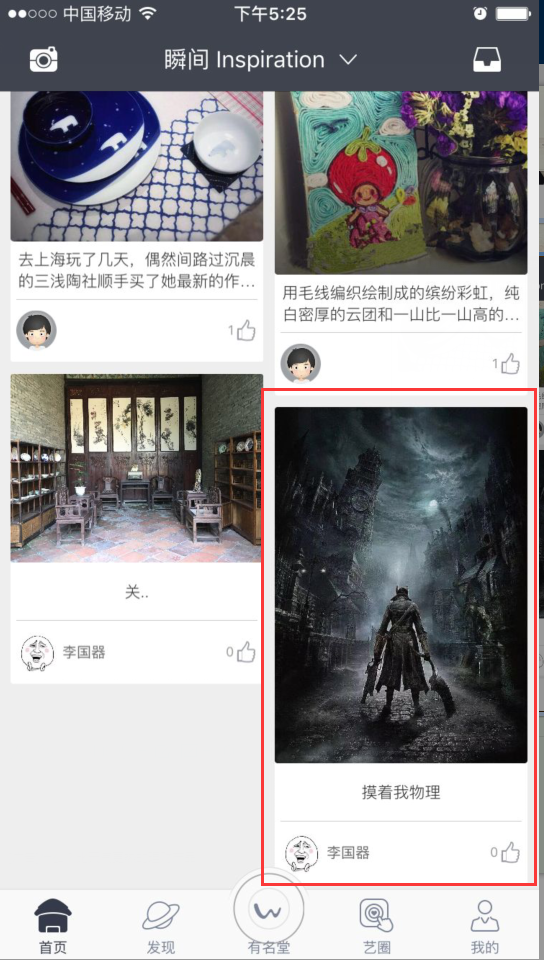 中国移动 下午5:25
瞬间 Inspiration
去上海玩了几天，偶然间路过沉晨
的三浅陶社顺手买了她最新的作...
1
用毛线编织绘制成的缤纷彩虹，纯
白密厚的云团和一山比一山高的...
1
关..
李国器 0
摸着我物理
李国器 0
首页 发现 有名堂 艺圈 我的